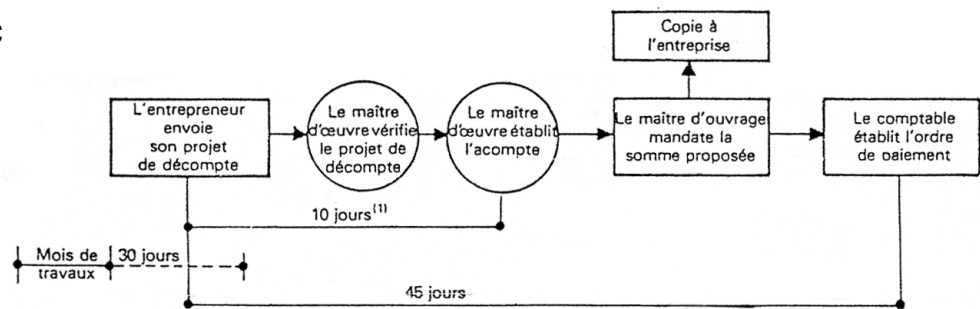 Copie à
l'entreprise
L'entrepreneur
envoie
son projet
de décompte
Le maître
d'œuvre vérifie
le projet de
décompte
Le maître
d'œuvre établit
l'acompte
Le maître d'ouvrage
mandate la
somme proposée
Le comptable
établit l'ordre
de paiement
10 jours(1)
Mois de
travaux
30 jours
45 jours